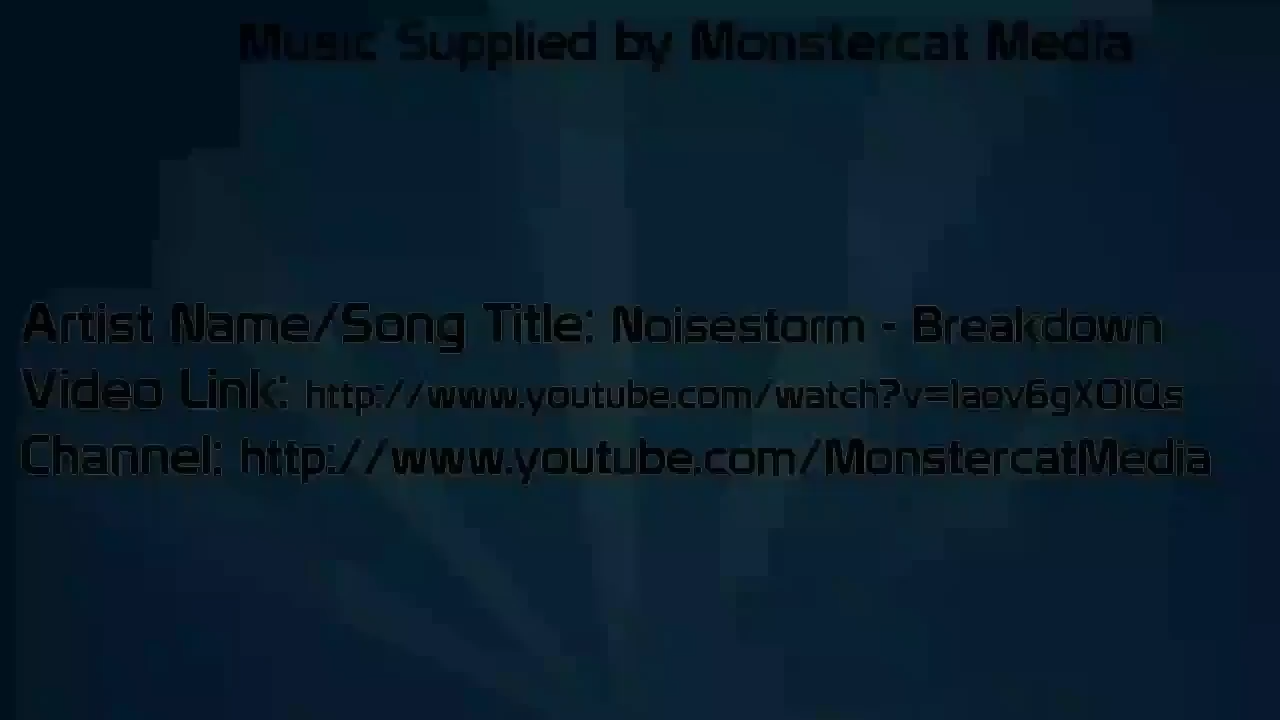 Music Supplied by Monstercat Media
Artist Name/Song Title: Noisestorm - Breakdown
Video Link: http://www.youtube.com/watch?v=Iaov6gXO1Qs
Channel: http://www.youtube.com/MonstercatMedia